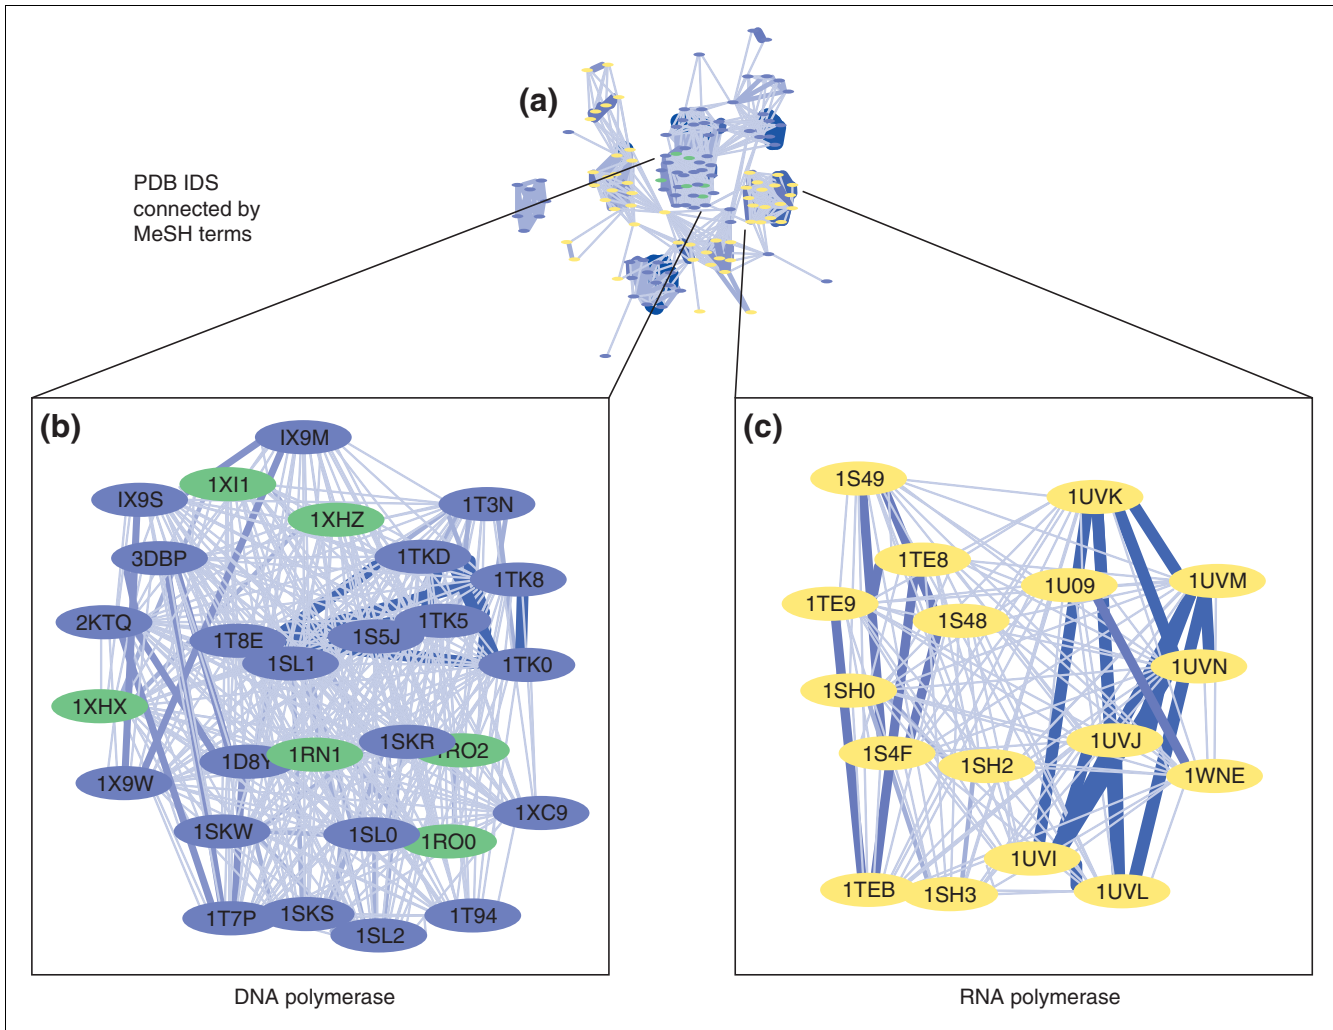 (a)
PDB IDS
connected by
MeSH terms
(b)
IX9M
1XI1
IX9S
1XHZ
1T3N
3DBP
1TKD
1TK8
2KTQ
1T8E
1S5J
1TK5
1SL1
1TK0
1XHX
1D8Y
1RN1
1SKR
1RO2
1X9W
1SKW
1SL0
1RO0
1XC9
1T7P
1SKS
1SL2
1T94
DNA polymerase
(c)
1S49
1UVK
1TE8
1U09
1UVM
1TE9
1S48
1UVN
1SH0
1S4F
1SH2
1UVJ
1WNE
1UVI
1TEB
1SH3
1UVL
RNA polymerase